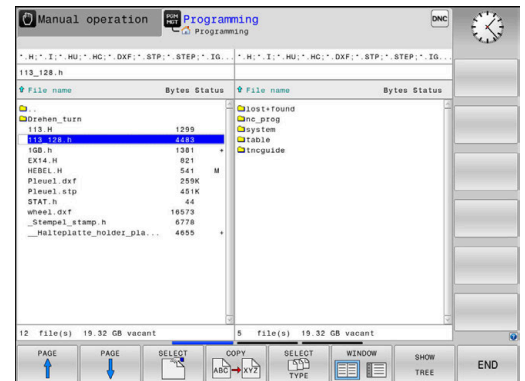 Manual operation
PGM MGT
Programming
Programming
DNC
*.H;*.I;*.HU;*.HC;*.DXF;*.STP;*.STEP;*.IG...
*.H;*.I;*.HU;*.HC;*.DXF;*.STP;*.STEP;*.IG...
113_128.h
File name Bytes Status
File name Bytes Status
..
Drehen_turn
113.H 1299
113_128.h 4483
1GB.h 1381 +
EX14.H 821
HEBEL.H 541 M
Pleuel.dxf 259K
Pleuel.stp 451K
STAT.h 44
wheel.dxf 16573
_Stempel_stamp.h 6778
__Halteplatte_holder_pla... 4655 +
lost+found
nc_prog
system
table
tncguide
12 file(s) 19.32 GB vacant
5 file(s) 19.32 GB vacant
PAGE
PAGE
SELECT
COPY
ABC XYZ
SELECT
TYPE
WINDOW
SHOW
TREE
END